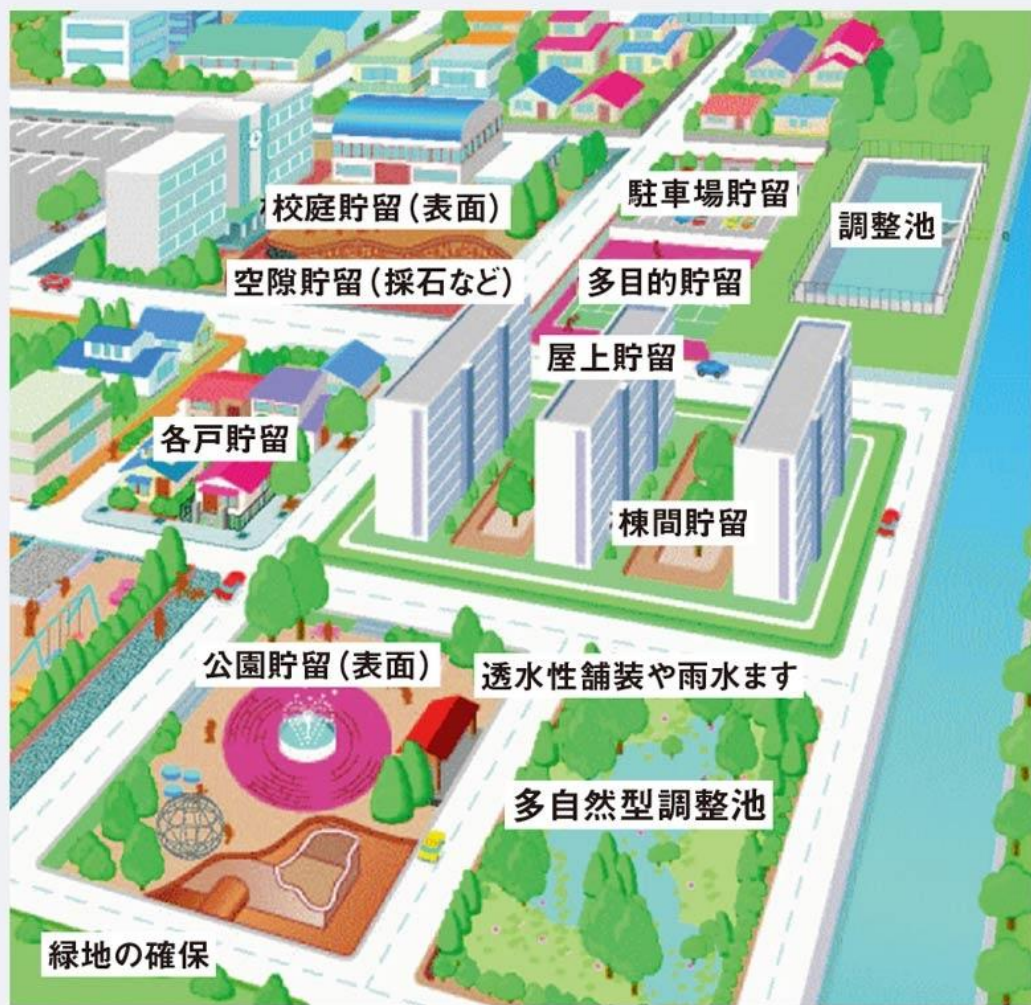 校庭貯留（表面）
駐車場貯留
調整池
空隙貯留（採石など）
多目的貯留
屋上貯留
各戸貯留
棟間貯留
公園貯留（表面）
透水性舗装や雨水ます
多自然型調整池
緑地の確保